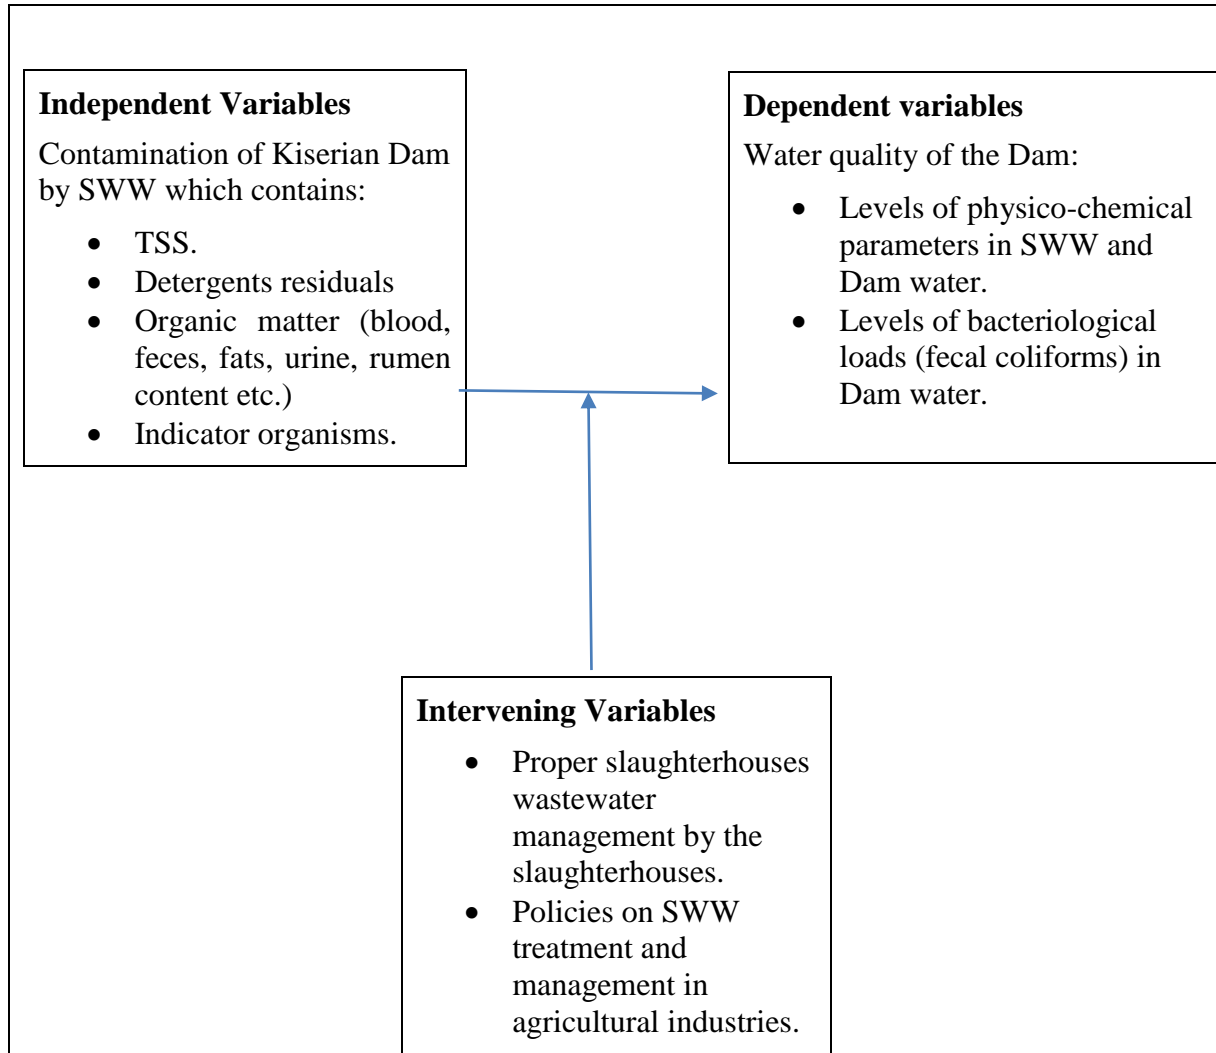 Independent Variables
Contamination of Kiserian Dam
by SWW which contains:
• TSS.
• Detergents residuals
• Organic matter (blood,
feces, fats, urine, rumen
content etc.)
• Indicator organisms.
Dependent variables
Water quality of the Dam:
• Levels of physico-chemical
parameters in SWW and
Dam water.
• Levels of bacteriological
loads (fecal coliforms) in
Dam water.
Intervening Variables
• Proper slaughterhouses
wastewater
management by the
slaughterhouses.
• Policies on SWW
treatment and
management in
agricultural industries.